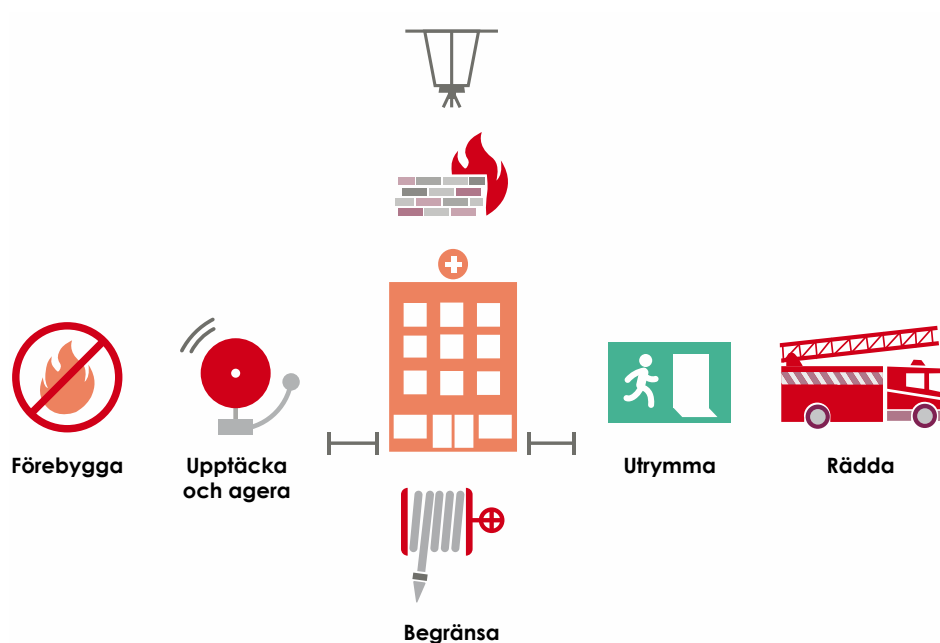 Förebygga
Upptäcka
och agera
Utrymma
Rädda
Begränsa